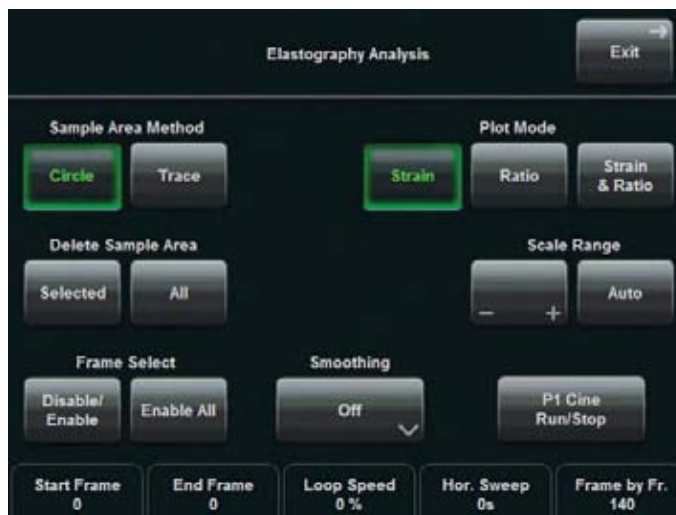 Elastography Analysis
Exit
Sample Area Method
Plot Mode
Circle
Trace
Strain
Ratio
Strain
& Ratio
Delete Sample Area
Scale Range
Selected
All
- +
Auto
Frame Select
Smoothing
Disable/
Enable
Enable All
Off
P1 Cine
Run/Stop
Start Frame
0
End Frame
0
Loop Speed
0 %
Hor. Sweep
0s
Frame by Fr.
140